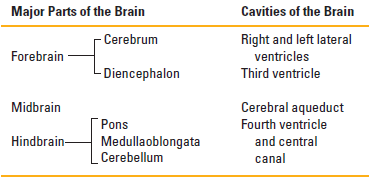 Major Parts of the Brain Cavities of the Brain
Cerebrum Right and left lateral
Forebrain ventricles
Diencephalon Third ventricle
Midbrain Cerebral aqueduct
Pons Fourth ventricle
Hindbrain Medullaoblongata and central
Cerebellum canal